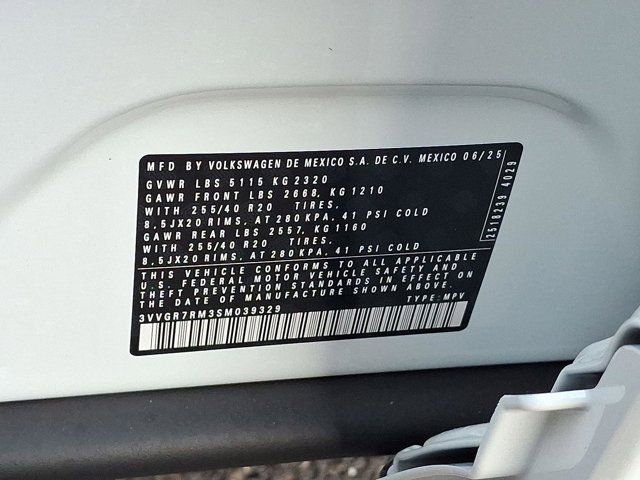 MFD BY VOLKSWAGEN DE MEXICO S.A. DE C.V. MEXICO 06/25
GVWR LBS 5115 KG 2320
GAWR FRONT LBS 2668, KG 1210
WITH 255/40 R20 TIRES.
8,5JX20 RIMS, AT 280 KPA, 41 PSI COLD
GAWR REAR LBS 2557, KG 1160
WITH 255/40 R20 TIRES.
8,5JX20 RIMS, AT 280 KPA, 41 PSI COLD
2518239 4029
THIS VEHICLE CONFORMS TO ALL APPLICABLE
U.S. FEDERAL MOTOR VEHICLE SAFETY AND
THEFT PREVENTION STANDARDS IN EFFECT ON
THE DATE OF MANUFACTURE SHOWN ABOVE.
3VVGR7RM3SM039329 TYPE: MPV